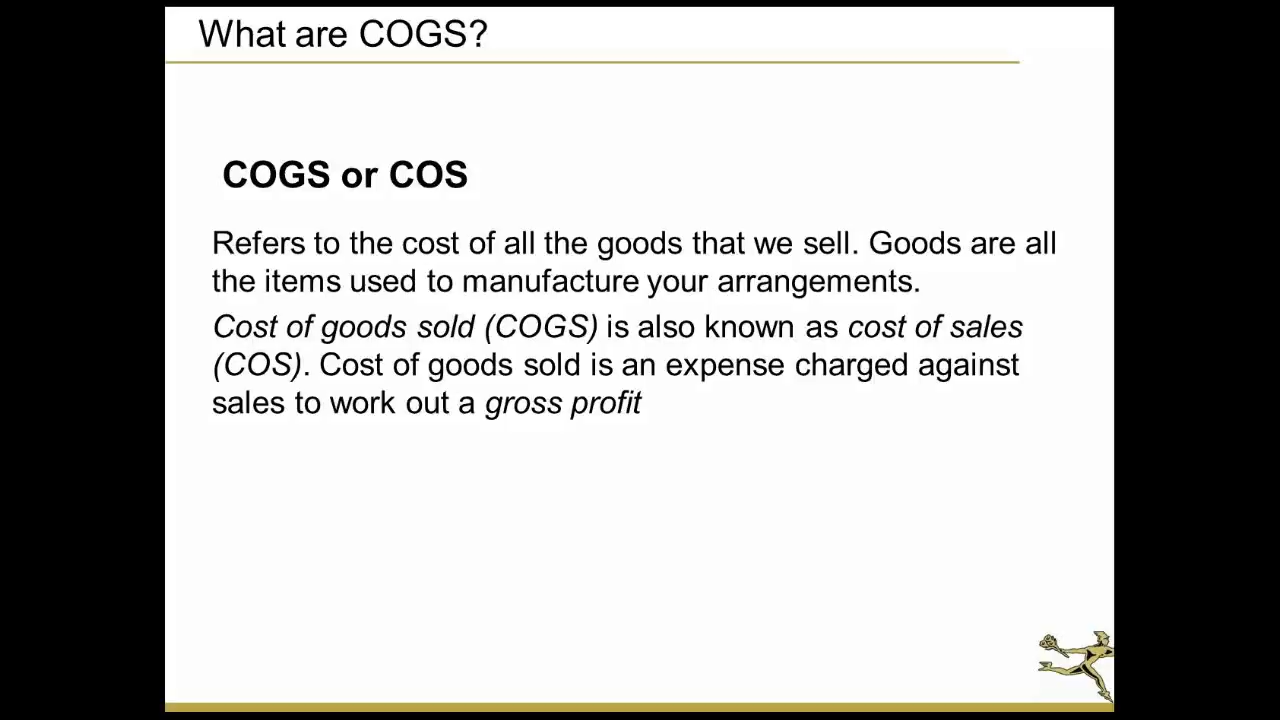 What are COGS?
COGS or COS
Refers to the cost of all the goods that we sell. Goods are all
the items used to manufacture your arrangements.
Cost of goods sold (COGS) is also known as cost of sales
(COS). Cost of goods sold is an expense charged against
sales to work out a gross profit